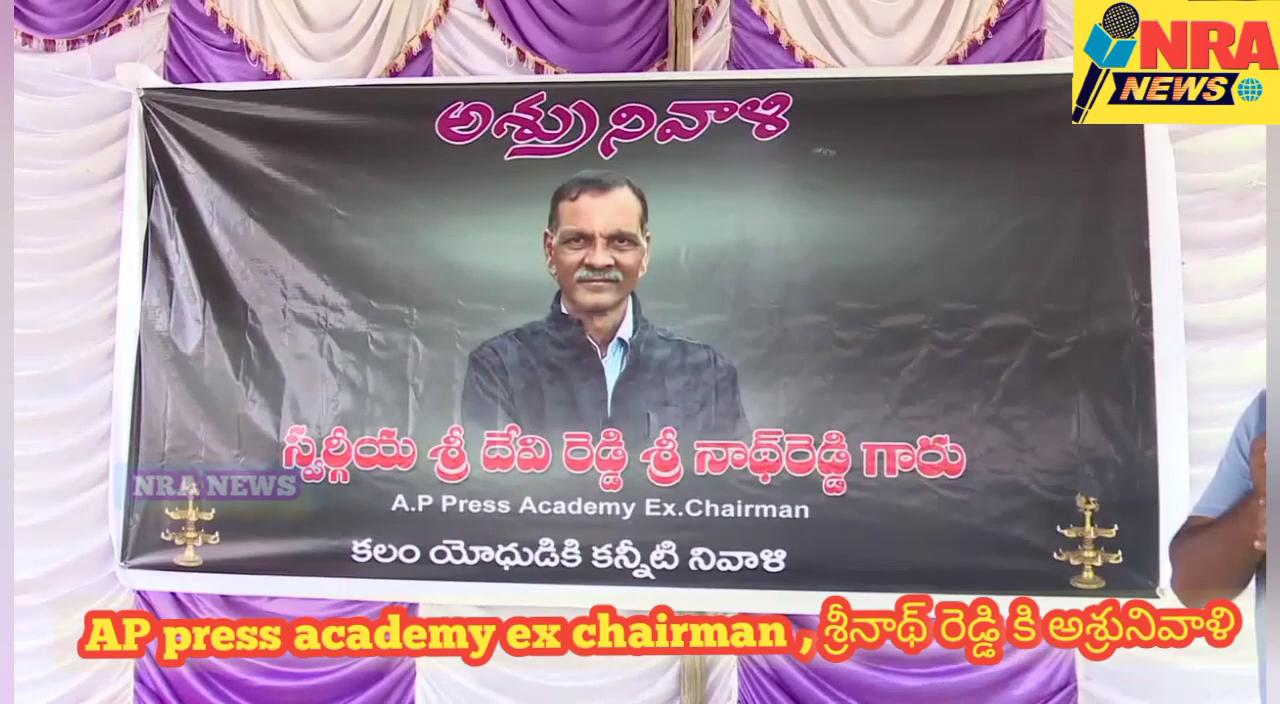 NRA
NEWS
అశ్రునివాళి
స్వర్గీయ శ్రీ దేవి రెడ్డి శ్రీ నాథ్‌రెడ్డి గారు
NRA NEWS
A.P Press Academy Ex.Chairman
కలం యోధుడికి కన్నీటి నివాళి
AP press academy ex chairman , శ్రీనాథ్ రెడ్డి కి అశ్రునివాళి